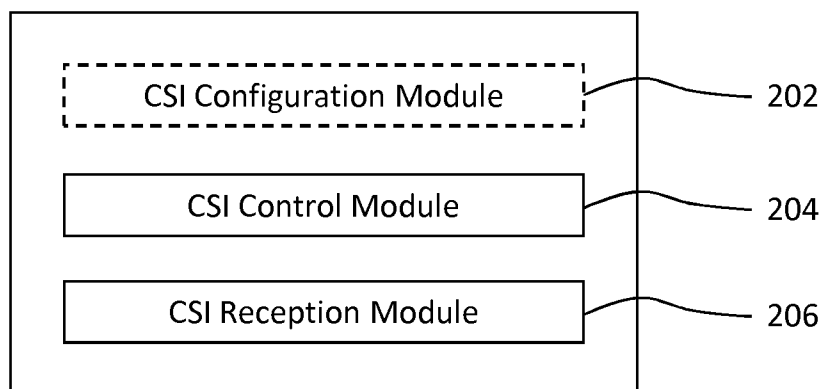 CSI Configuration Module 202
CSI Control Module 204
CSI Reception Module 206